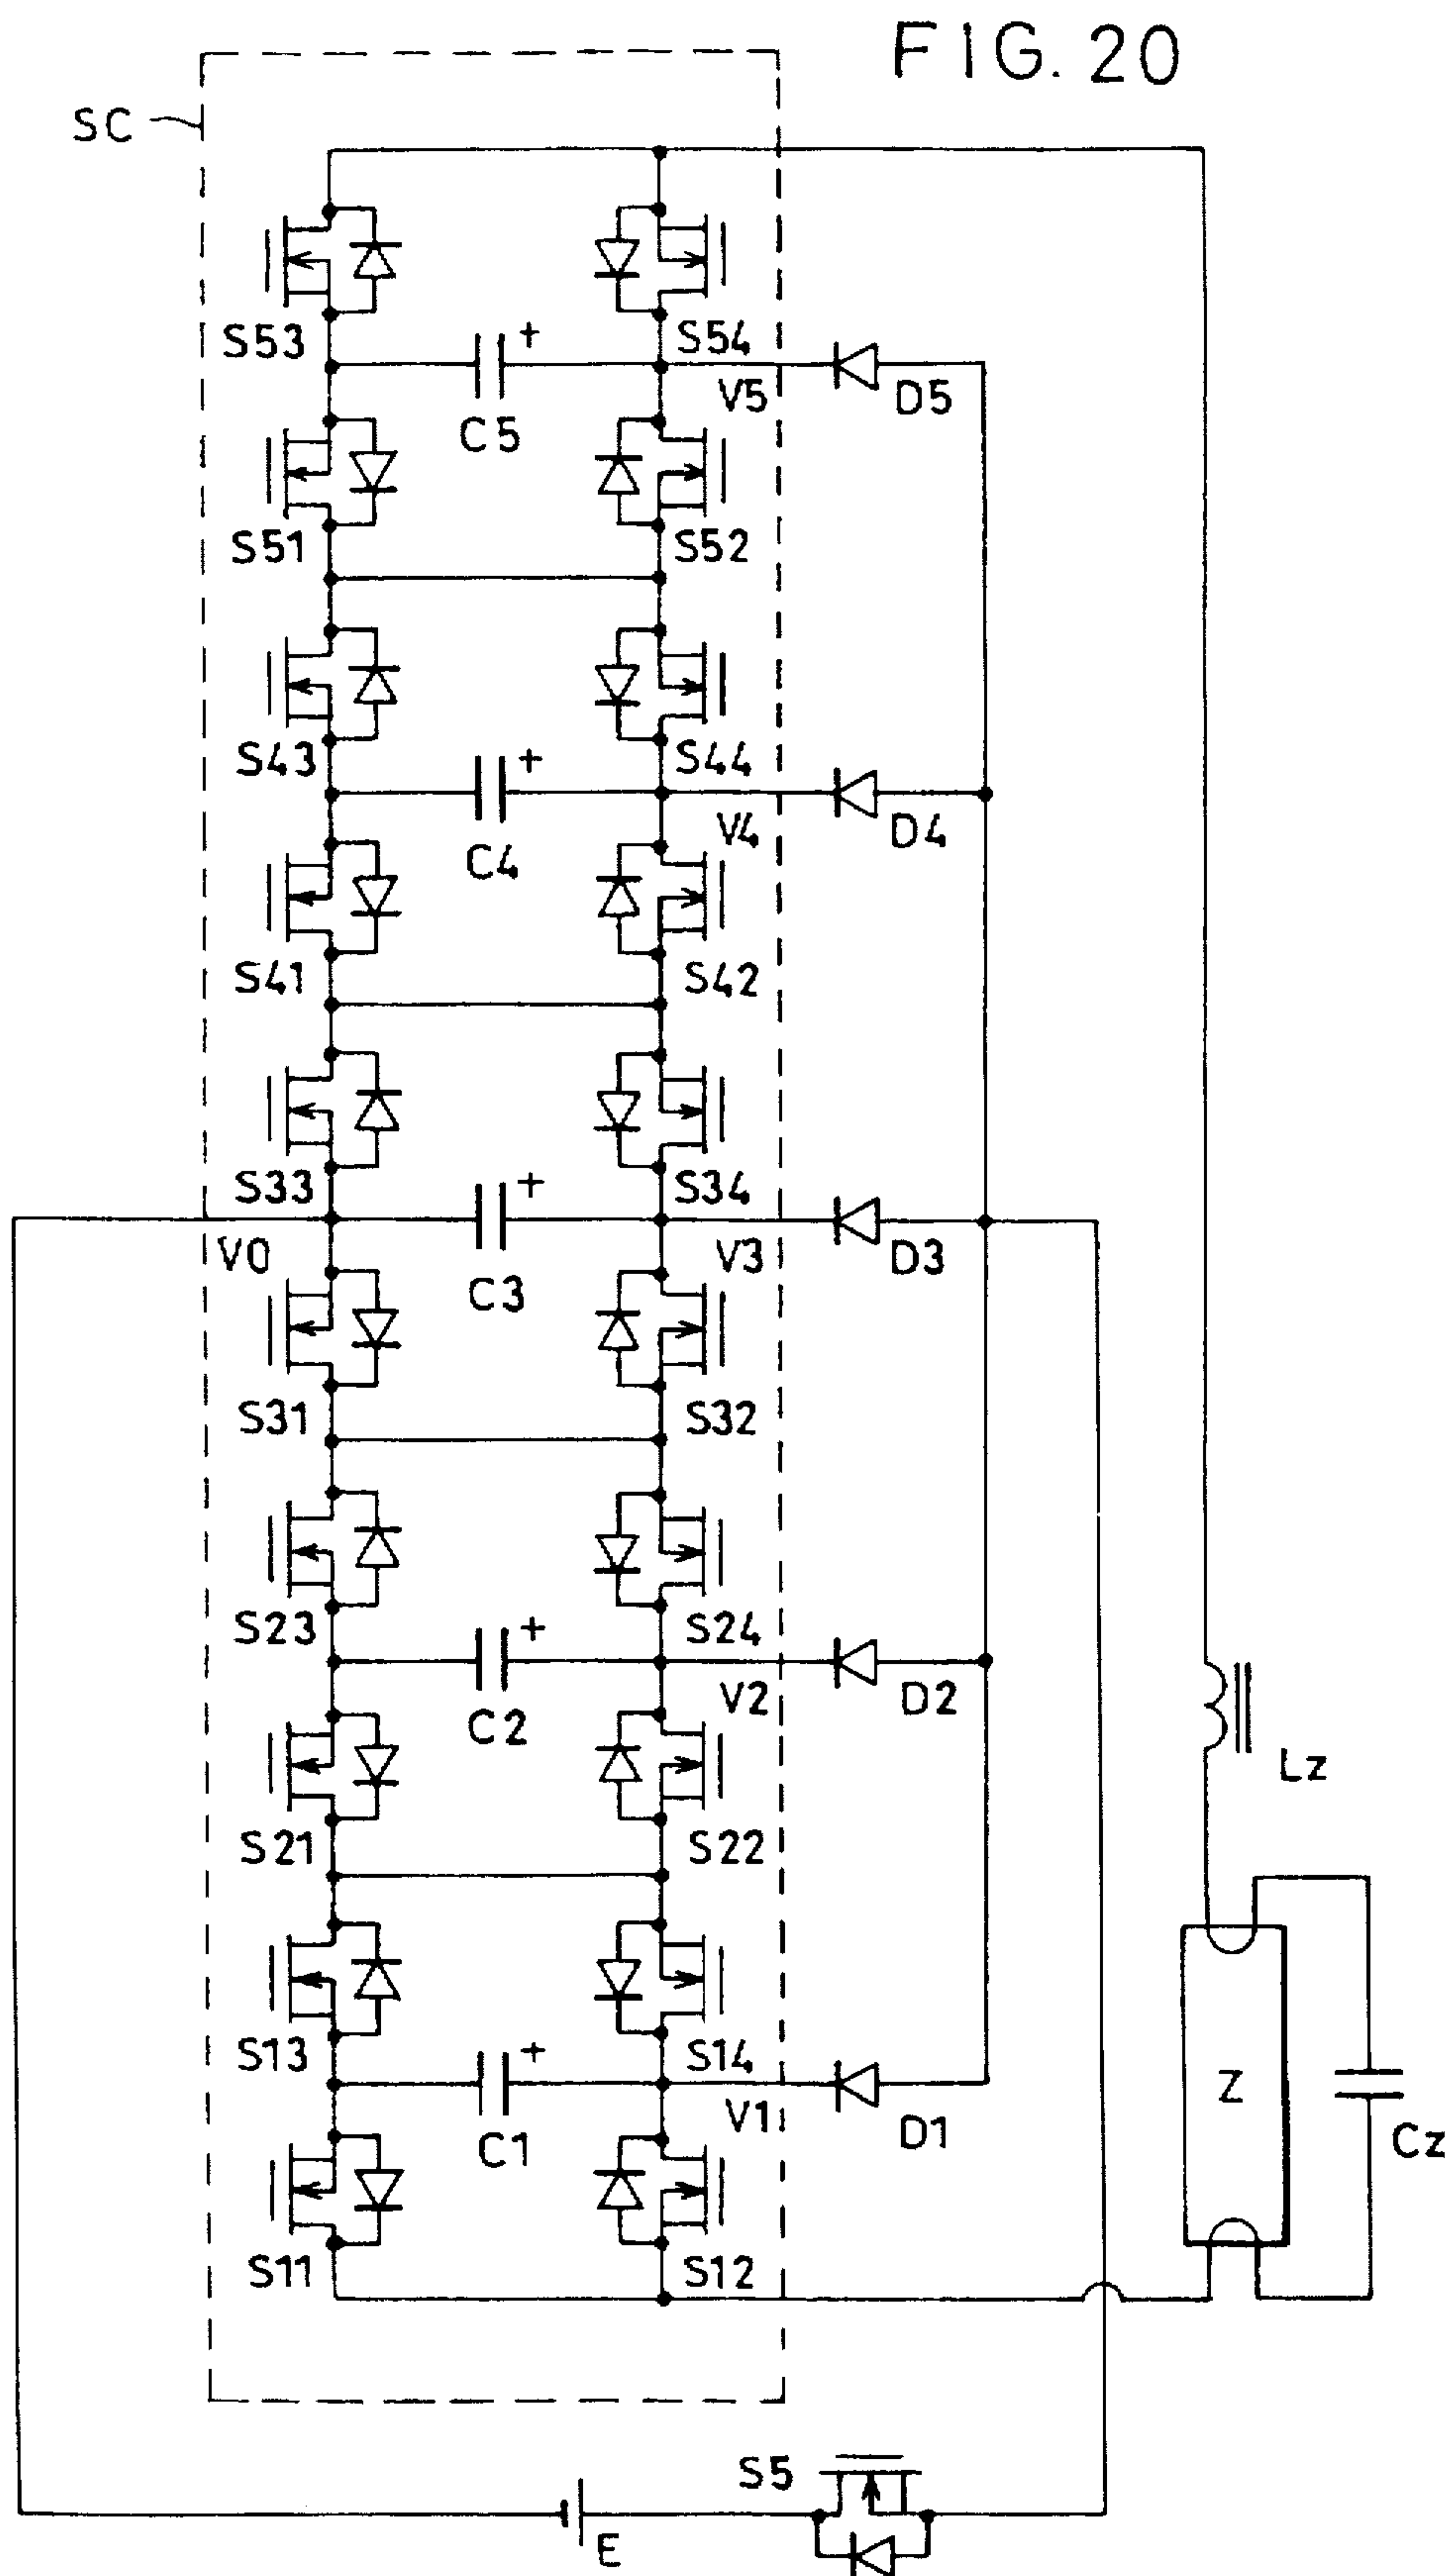 FIG. 20
SC
S53
S54
C5
+
V5
D5
S51
S52
S43
S44
C4
+
V4
D4
S41
S42
S33
S34
V0
C3
+
V3
D3
S31
S32
S23
S24
C2
+
V2
D2
Lz
S21
S22
S13
S14
C1
+
V1
D1
Z
Cz
S11
S12
S5
E